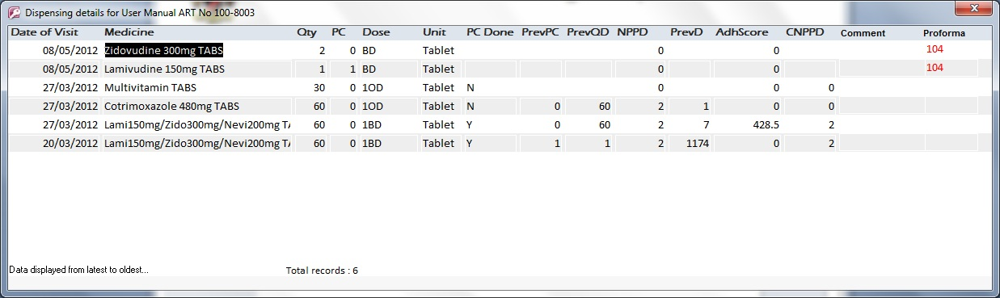 Dispensing details for User Manual ART No 100-8003
Date of Visit Medicine Qty PC Dose Unit PC Done PrevPC PrevQD NPPD PrevD AdhScore CNPPD Comment Proforma
08/05/2012 Zidovudine 300mg TABS 2 0 BD Tablet 0 0 104
08/05/2012 Lamivudine 150mg TABS 1 1 BD Tablet 0 0 104
27/03/2012 Multivitamin TABS 30 0 1OD Tablet N 0 0 0
27/03/2012 Cotrimoxazole 480mg TABS 60 0 1OD Tablet N 0 60 2 1 0 0
27/03/2012 Lami150mg/Zido300mg/Nevi200mg TA 60 0 1BD Tablet Y 0 60 2 7 428.5 2
20/03/2012 Lami150mg/Zido300mg/Nevi200mg TA 60 0 1BD Tablet Y 1 1 2 1174 0 2
Data displayed from latest to oldest... Total records : 6